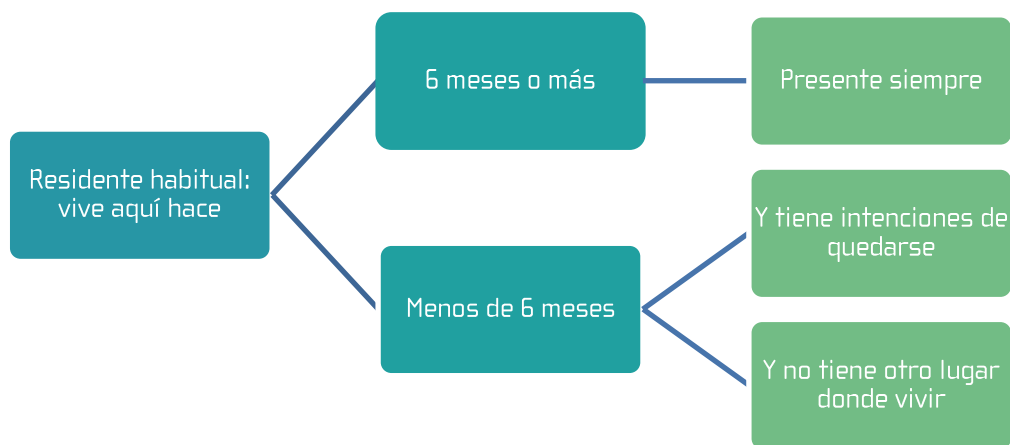 Residente habitual:
vive aquí hace
6 meses o más
Presente siempre
Menos de 6 meses
Y tiene intenciones de
quedarse
Y no tiene otro lugar
donde vivir